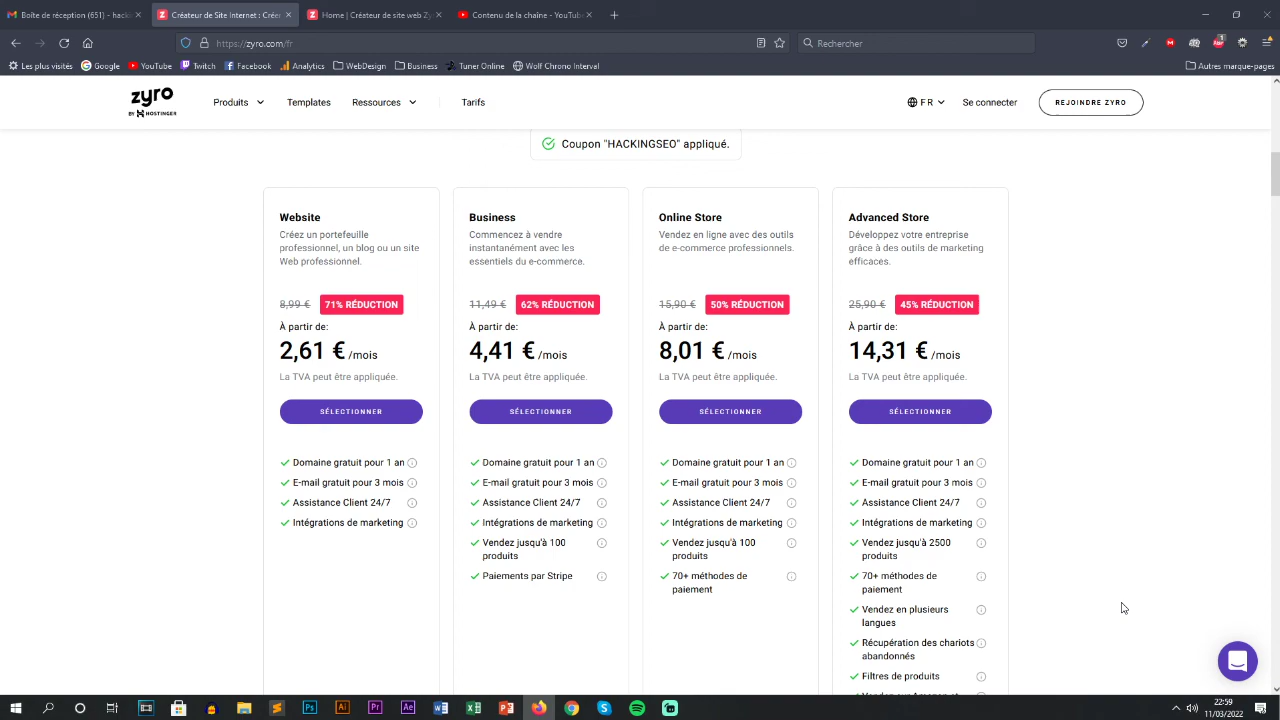 Boîte de réception (651) - hack
Créateur de Site Internet : Crée
Home | Créateur de site web Zy
Contenu de la chaîne - YouTube
https://zyro.com/fr
Rechercher
Les plus visités
Google
YouTube
Twitch
Facebook
Analytics
WebDesign
Business
Tuner Online
Wolf Chrono Interval
Autres marque-pages
zyro
BY HOSTINGER
Produits
Templates
Ressources
Tarifs
FR
Se connecter
REJOINDRE ZYRO
Coupon "HACKINGSEO" appliqué.
Website
Créez un portefeuille
professionnel, un blog ou un site
Web professionnel.
8,99 €
71% RÉDUCTION
À partir de:
2,61 € /mois
La TVA peut être appliquée.
SÉLECTIONNER
Domaine gratuit pour 1 an
E-mail gratuit pour 3 mois
Assistance Client 24/7
Intégrations de marketing
Business
Commencez à vendre
instantanément avec les
essentiels du e-commerce.
11,49 €
62% RÉDUCTION
À partir de:
4,41 € /mois
La TVA peut être appliquée.
SÉLECTIONNER
Domaine gratuit pour 1 an
E-mail gratuit pour 3 mois
Assistance Client 24/7
Intégrations de marketing
Vendez jusqu'à 100
produits
Paiements par Stripe
Online Store
Vendez en ligne avec des outils
de e-commerce professionnels.
15,90 €
50% RÉDUCTION
À partir de:
8,01 € /mois
La TVA peut être appliquée.
SÉLECTIONNER
Domaine gratuit pour 1 an
E-mail gratuit pour 3 mois
Assistance Client 24/7
Intégrations de marketing
Vendez jusqu'à 100
produits
70+ méthodes de
paiement
Advanced Store
Développez votre entreprise
grâce à des outils de marketing
efficaces.
25,90 €
45% RÉDUCTION
À partir de:
14,31 € /mois
La TVA peut être appliquée.
SÉLECTIONNER
Domaine gratuit pour 1 an
E-mail gratuit pour 3 mois
Assistance Client 24/7
Intégrations de marketing
Vendez jusqu'à 2500
produits
70+ méthodes de
paiement
Vendez en plusieurs
langues
Récupération des chariots
abandonnés
Filtres de produits
22:59
11/03/2022